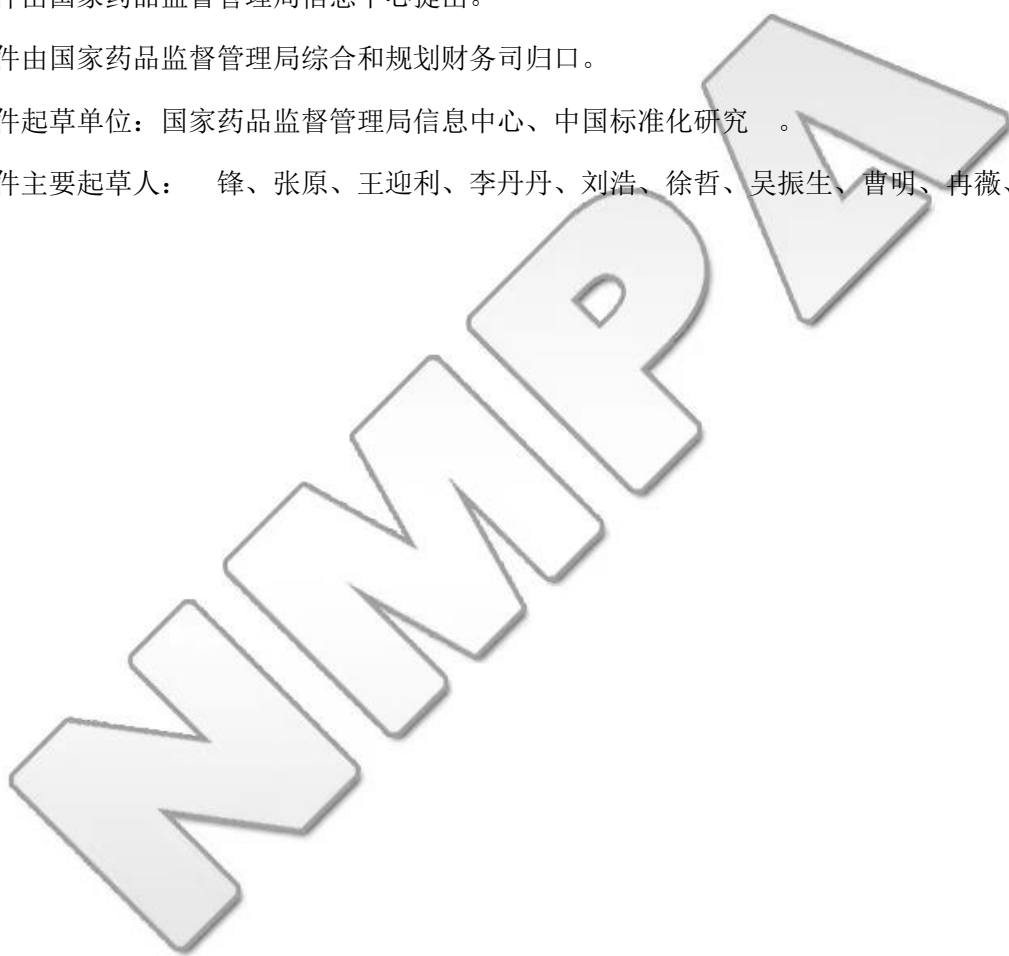 件由国家药品监督管理局信息中心提出。
件由国家药品监督管理局综合和规划财务司归口。
件起草单位：国家药品监督管理局信息中心、中国标准化研究 。
件主要起草人： 锋、张原、王迎利、李丹丹、刘浩、徐哲、吴振生、曹明、冉薇、
NMPA